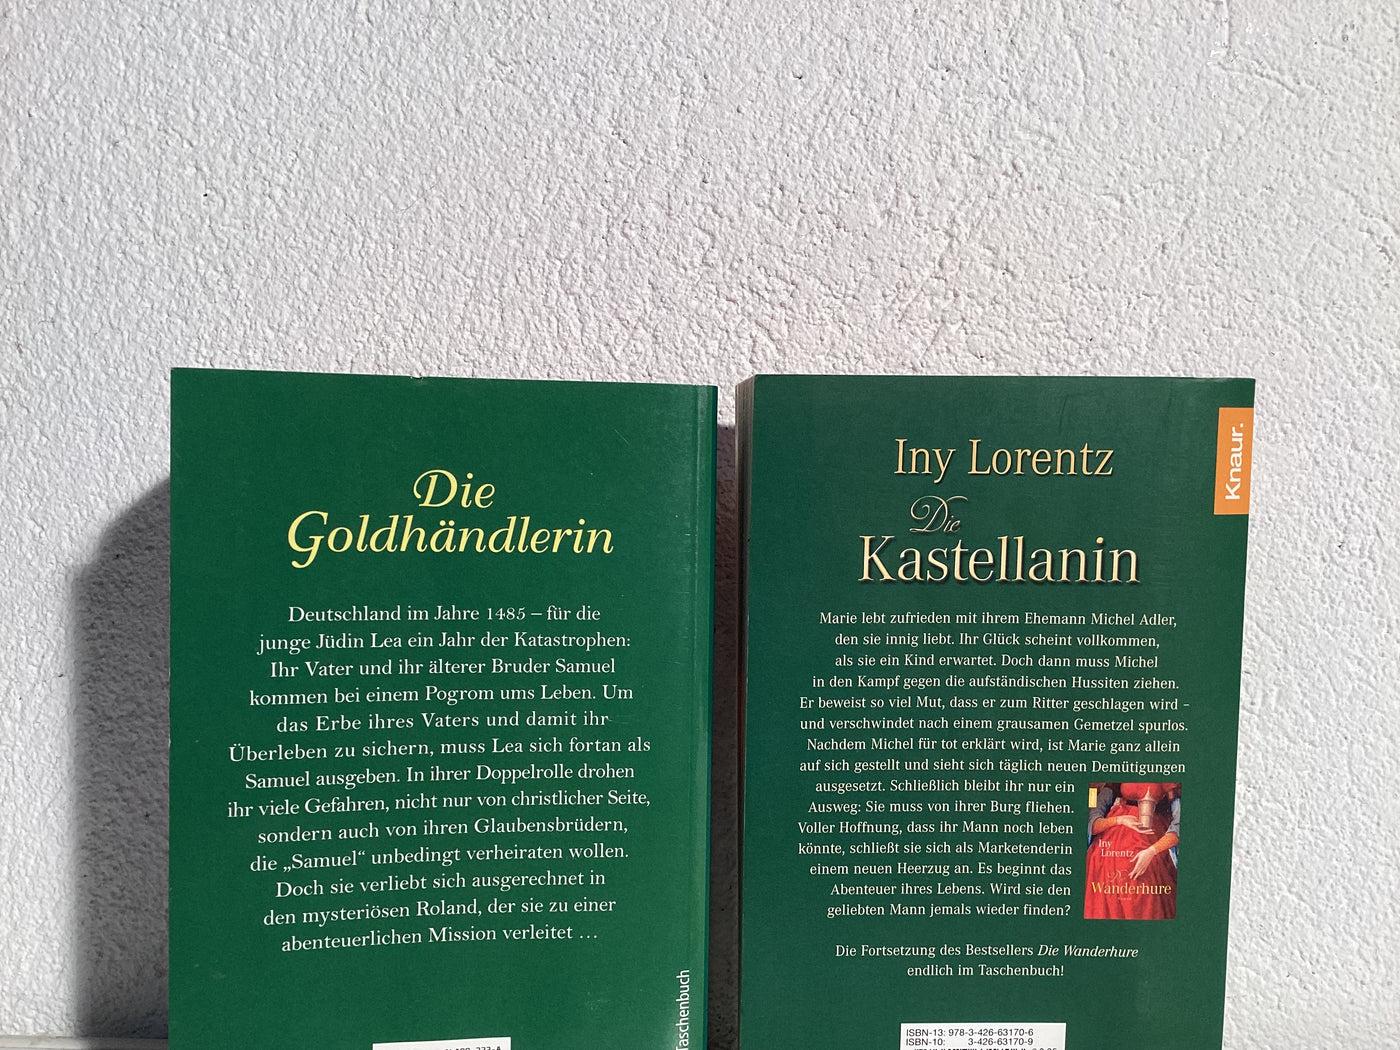 Die
Goldhändlerin
Deutschland im Jahre 1485 – für die
junge Jüdin Lea ein Jahr der Katastrophen:
Ihr Vater und ihr älterer Bruder Samuel
kommen bei einem Pogrom ums Leben. Um
das Erbe ihres Vaters und damit ihr
Überleben zu sichern, muss Lea sich fortan als
Samuel ausgeben. In ihrer Doppelrolle drohen
ihr viele Gefahren, nicht nur von christlicher Seite,
sondern auch von ihren Glaubensbrüdern,
die „Samuel“ unbedingt verheiraten wollen.
Doch sie verliebt sich ausgerechnet in
den mysteriösen Roland, der sie zu einer
abenteuerlichen Mission verleitet …
Taschenbuch
Knaur.
Iny Lorentz
Die
Kastellanin
Marie lebt zufrieden mit ihrem Ehemann Michel Adler,
den sie innig liebt. Ihr Glück scheint vollkommen,
als sie ein Kind erwartet. Doch dann muss Michel
in den Kampf gegen die aufständischen Hussiten ziehen.
Er beweist so viel Mut, dass er zum Ritter geschlagen wird –
und verschwindet nach einem grausamen Gemetzel spurlos.
Nachdem Michel für tot erklärt wird, ist Marie ganz allein
auf sich gestellt und sieht sich täglich neuen Demütigungen
ausgesetzt. Schließlich bleibt ihr nur ein
Ausweg: Sie muss von ihrer Burg fliehen.
Voller Hoffnung, dass ihr Mann noch leben
könnte, schließt sie sich als Marketenderin
einem neuen Heerzug an. Es beginnt das
Abenteuer ihres Lebens. Wird sie den
geliebten Mann jemals wieder finden?
Iny
Lorentz
Die
Wanderhure
Die Fortsetzung des Bestsellers Die Wanderhure
endlich im Taschenbuch!
ISBN-13: 978-3-426-63170-6
ISBN-10: 3-426-63170-9